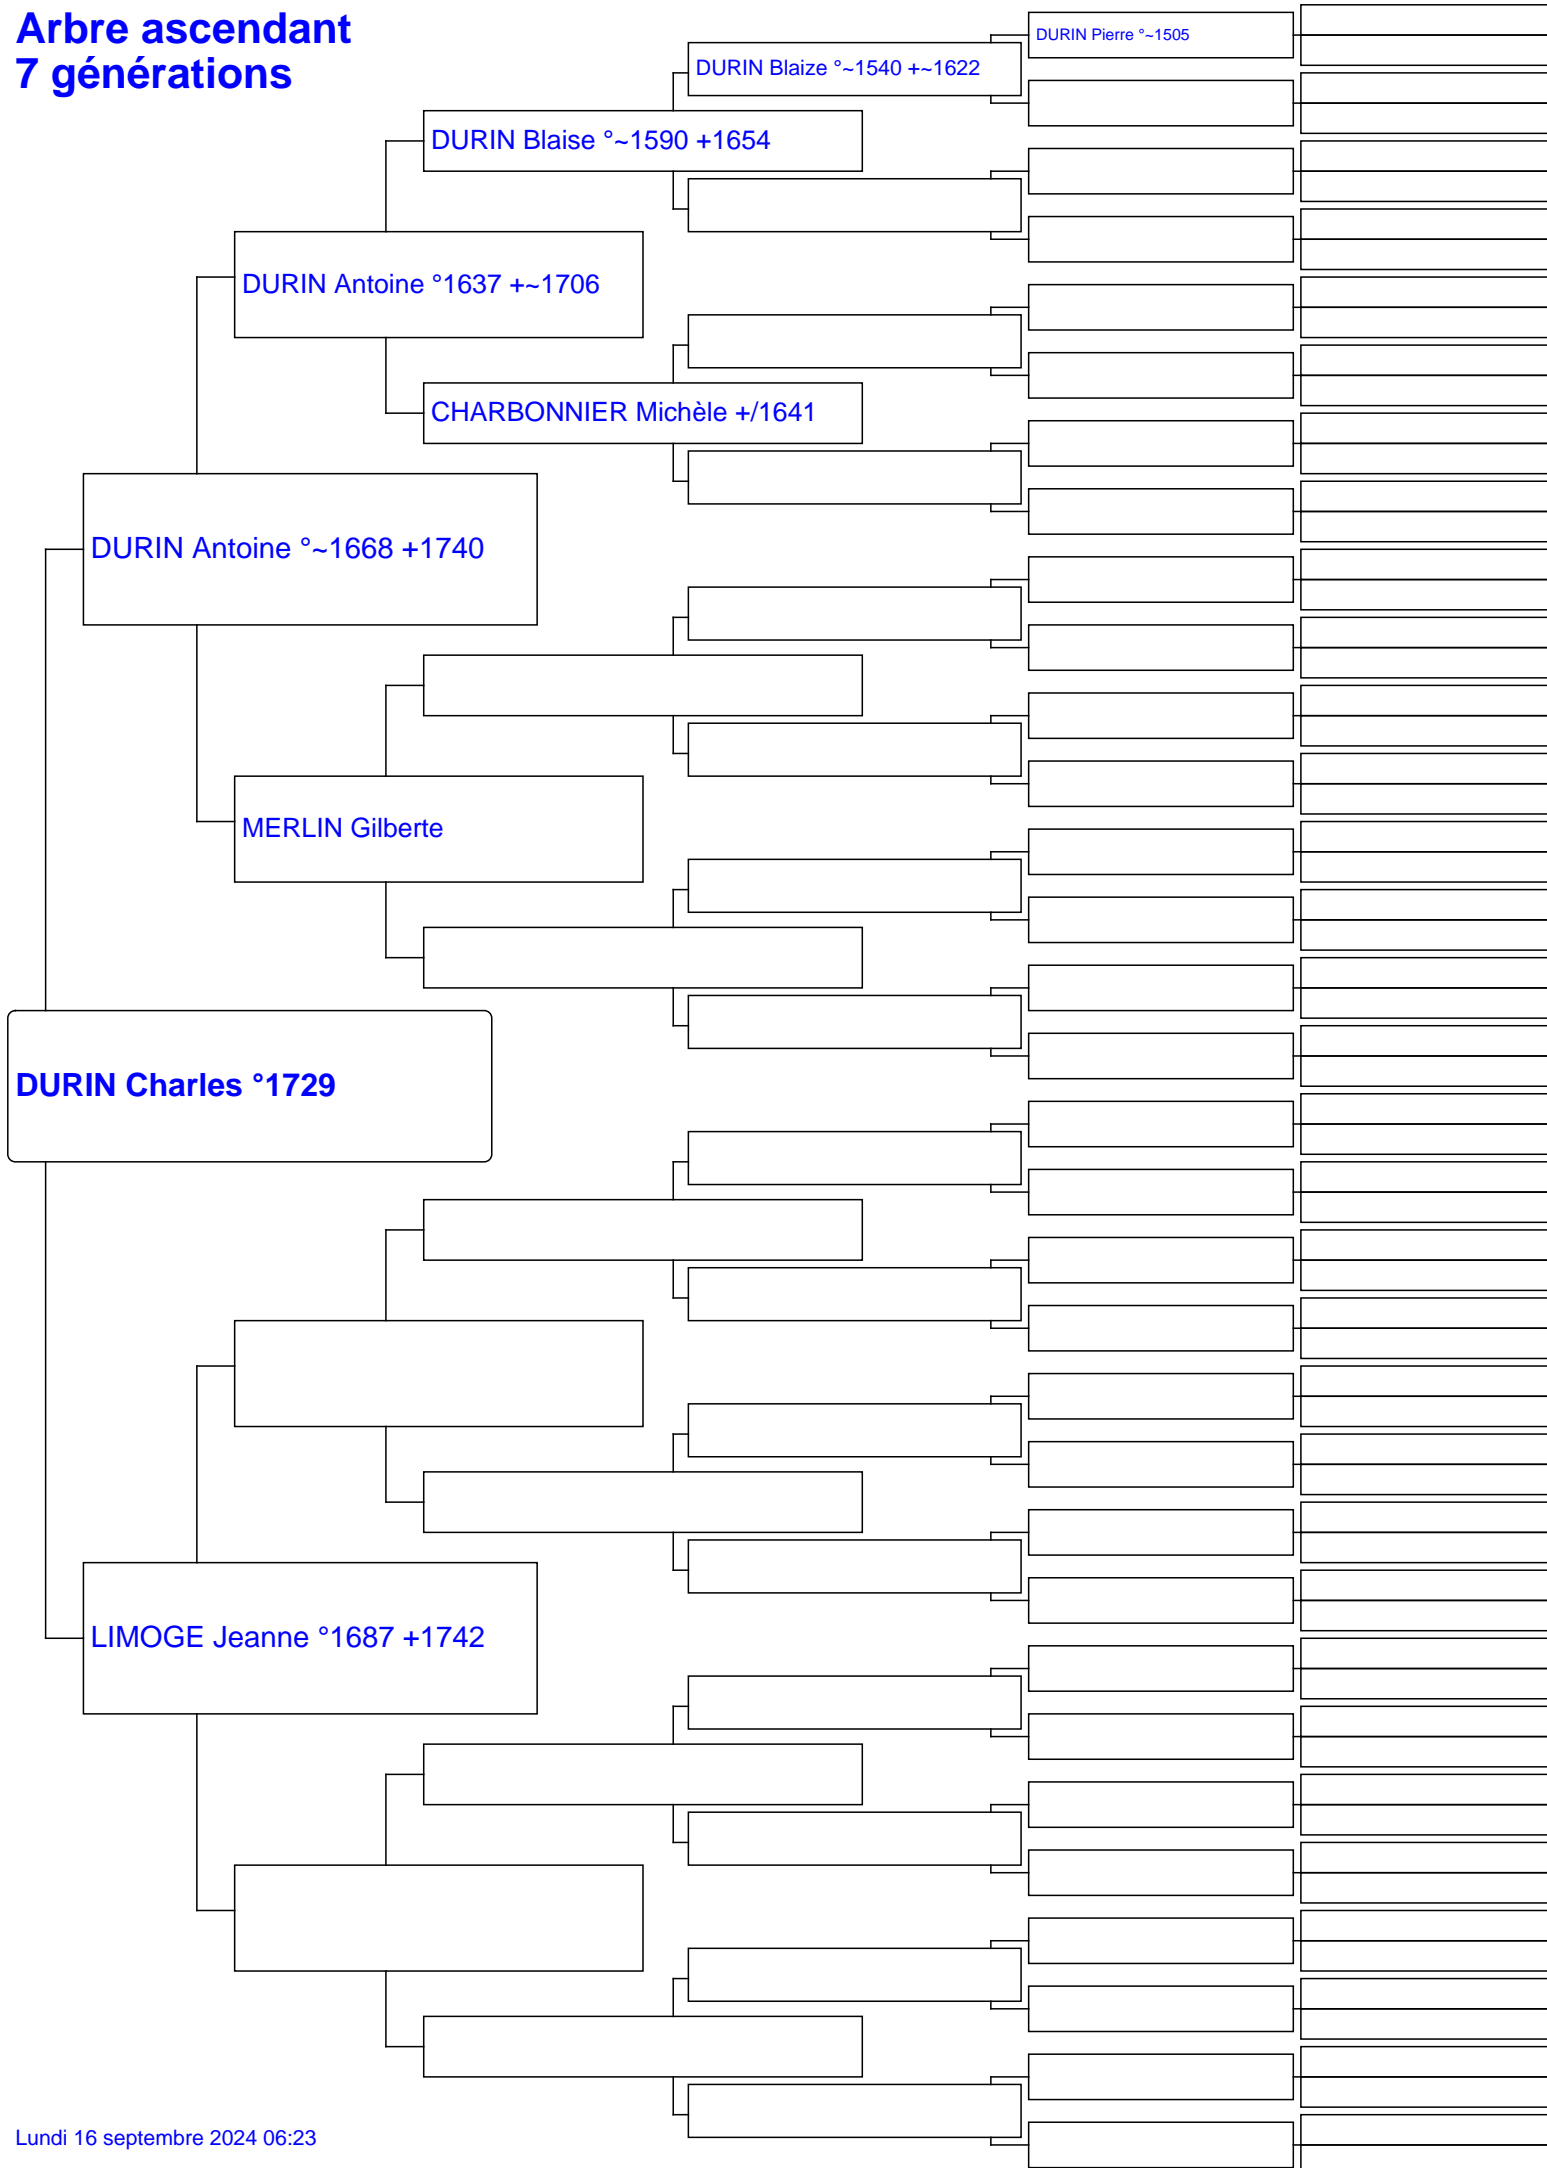 Arbre ascendant
7 générations
DURIN Pierre °~1505
DURIN Blaize °~1540 +~1622
DURIN Blaise °~1590 +1654
DURIN Antoine °1637 +~1706
CHARBONNIER Michèle +/1641
DURIN Antoine °~1668 +1740
MERLIN Gilberte
DURIN Charles °1729
LIMOGE Jeanne °1687 +1742
Lundi 16 septembre 2024 06:23